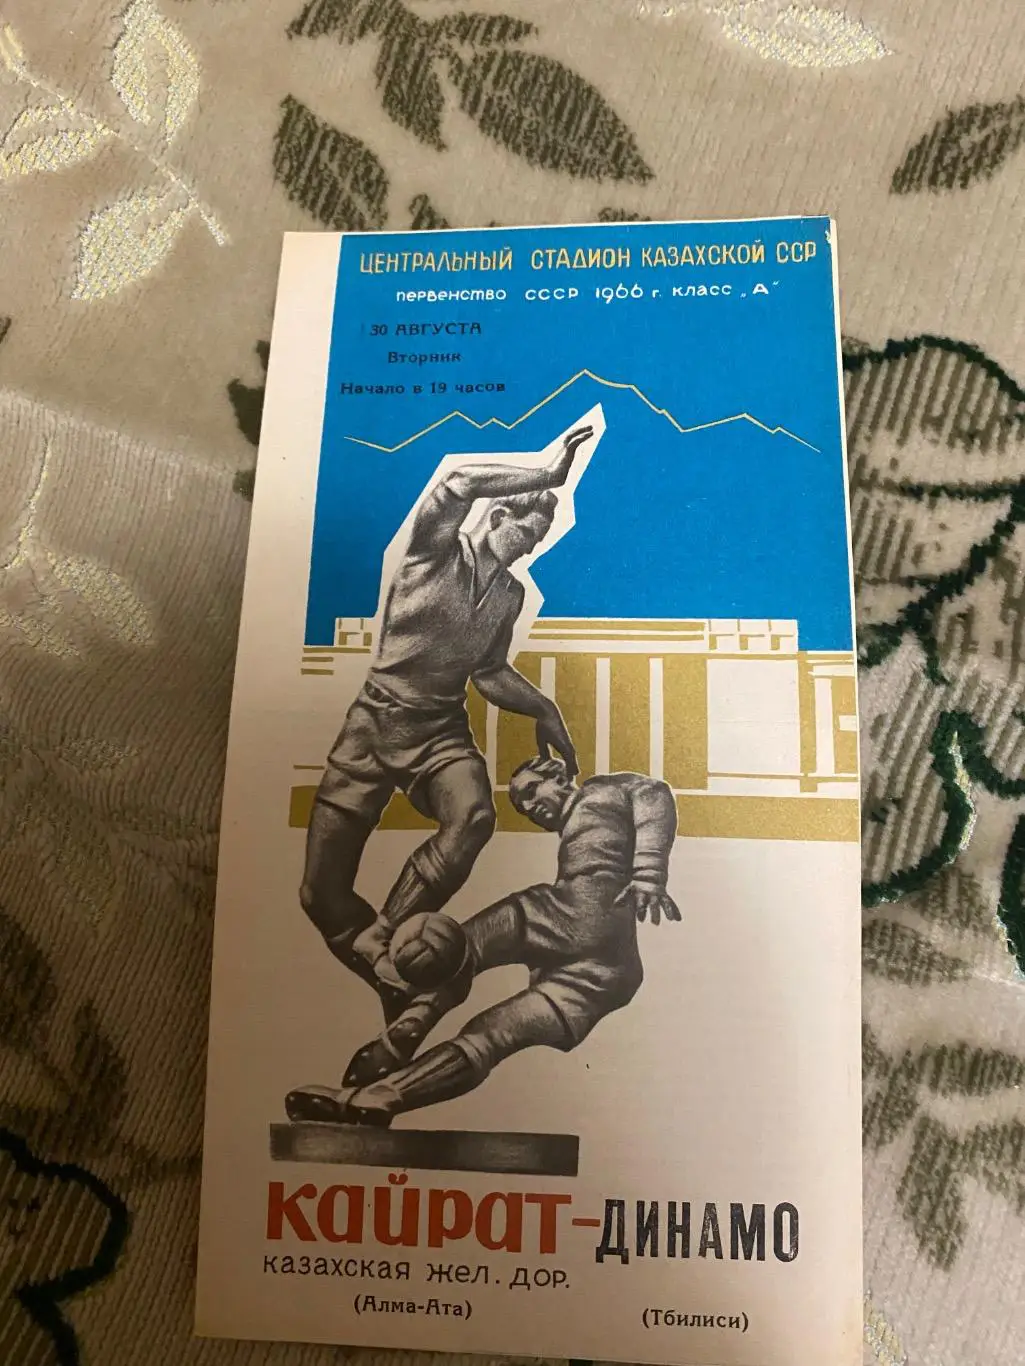 ЦЕНТРАЛЬНЫЙ СТАДИОН КАЗАХСКОЙ ССР
первенство СССР 1966 г. класс „А"
30 АВГУСТА
Вторник
Начало в 19 часов
Кайрат-ДИНАМО
казахская жел. дор.
(Алма-Ата)
(Тбилиси)